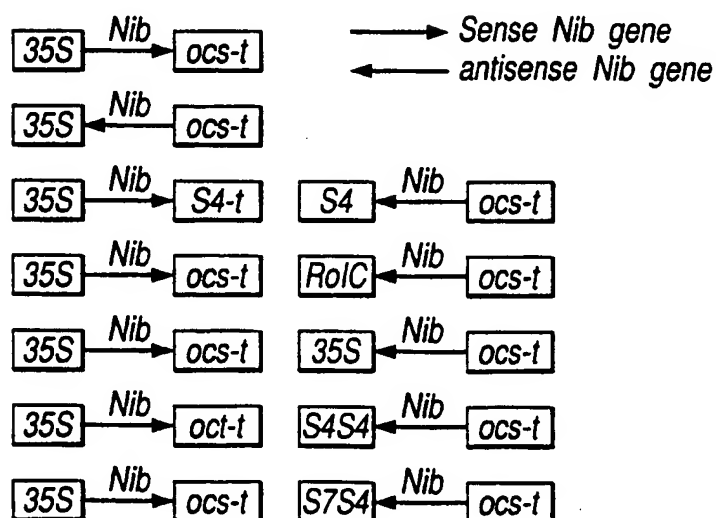 Nib
35S ocs-t
Sense Nib gene
antisense Nib gene
Nib
35S ocs-t
Nib Nib
35S S4-t S4 ocs-t
Nib Nib
35S ocs-t RolC ocs-t
Nib Nib
35S ocs-t 35S ocs-t
Nib Nib
35S oct-t S4S4 ocs-t
Nib Nib
35S ocs-t S7S4 ocs-t